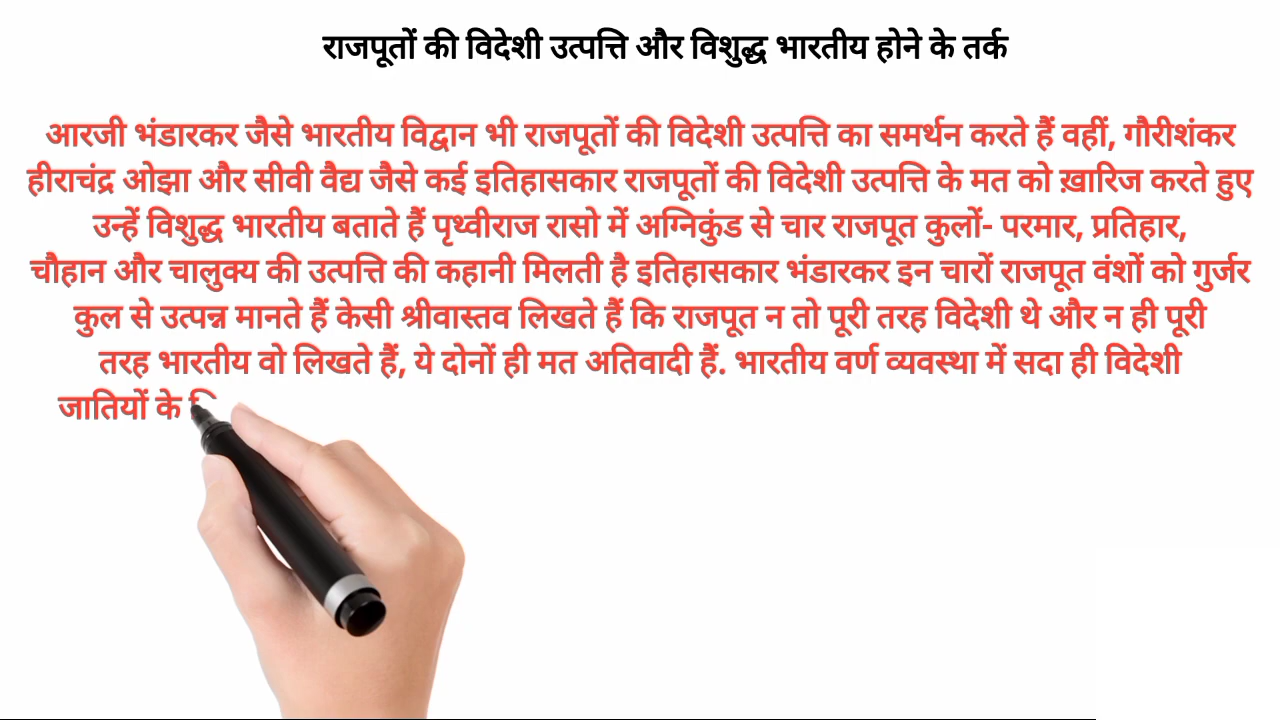 राजपूतों की विदेशी उत्पत्ति और विशुद्ध भारतीय होने के तर्क
आरजी भंडारकर जैसे भारतीय विद्वान भी राजपूतों की विदेशी उत्पत्ति का समर्थन करते हैं वहीं, गौरीशंकर
हीराचंद्र ओझा और सीवी वैद्य जैसे कई इतिहासकार राजपूतों की विदेशी उत्पत्ति के मत को ख़ारिज करते हुए
उन्हें विशुद्ध भारतीय बताते हैं पृथ्वीराज रासो में अग्निकुंड से चार राजपूत कुलों- परमार, प्रतिहार,
चौहान और चालुक्य की उत्पत्ति की कहानी मिलती है इतिहासकार भंडारकर इन चारों राजपूत वंशों को गुर्जर
कुल से उत्पन्न मानते हैं केसी श्रीवास्तव लिखते हैं कि राजपूत न तो पूरी तरह विदेशी थे और न ही पूरी
तरह भारतीय वो लिखते हैं, ये दोनों ही मत अतिवादी हैं. भारतीय वर्ण व्यवस्था में सदा ही विदेशी
जातियों के